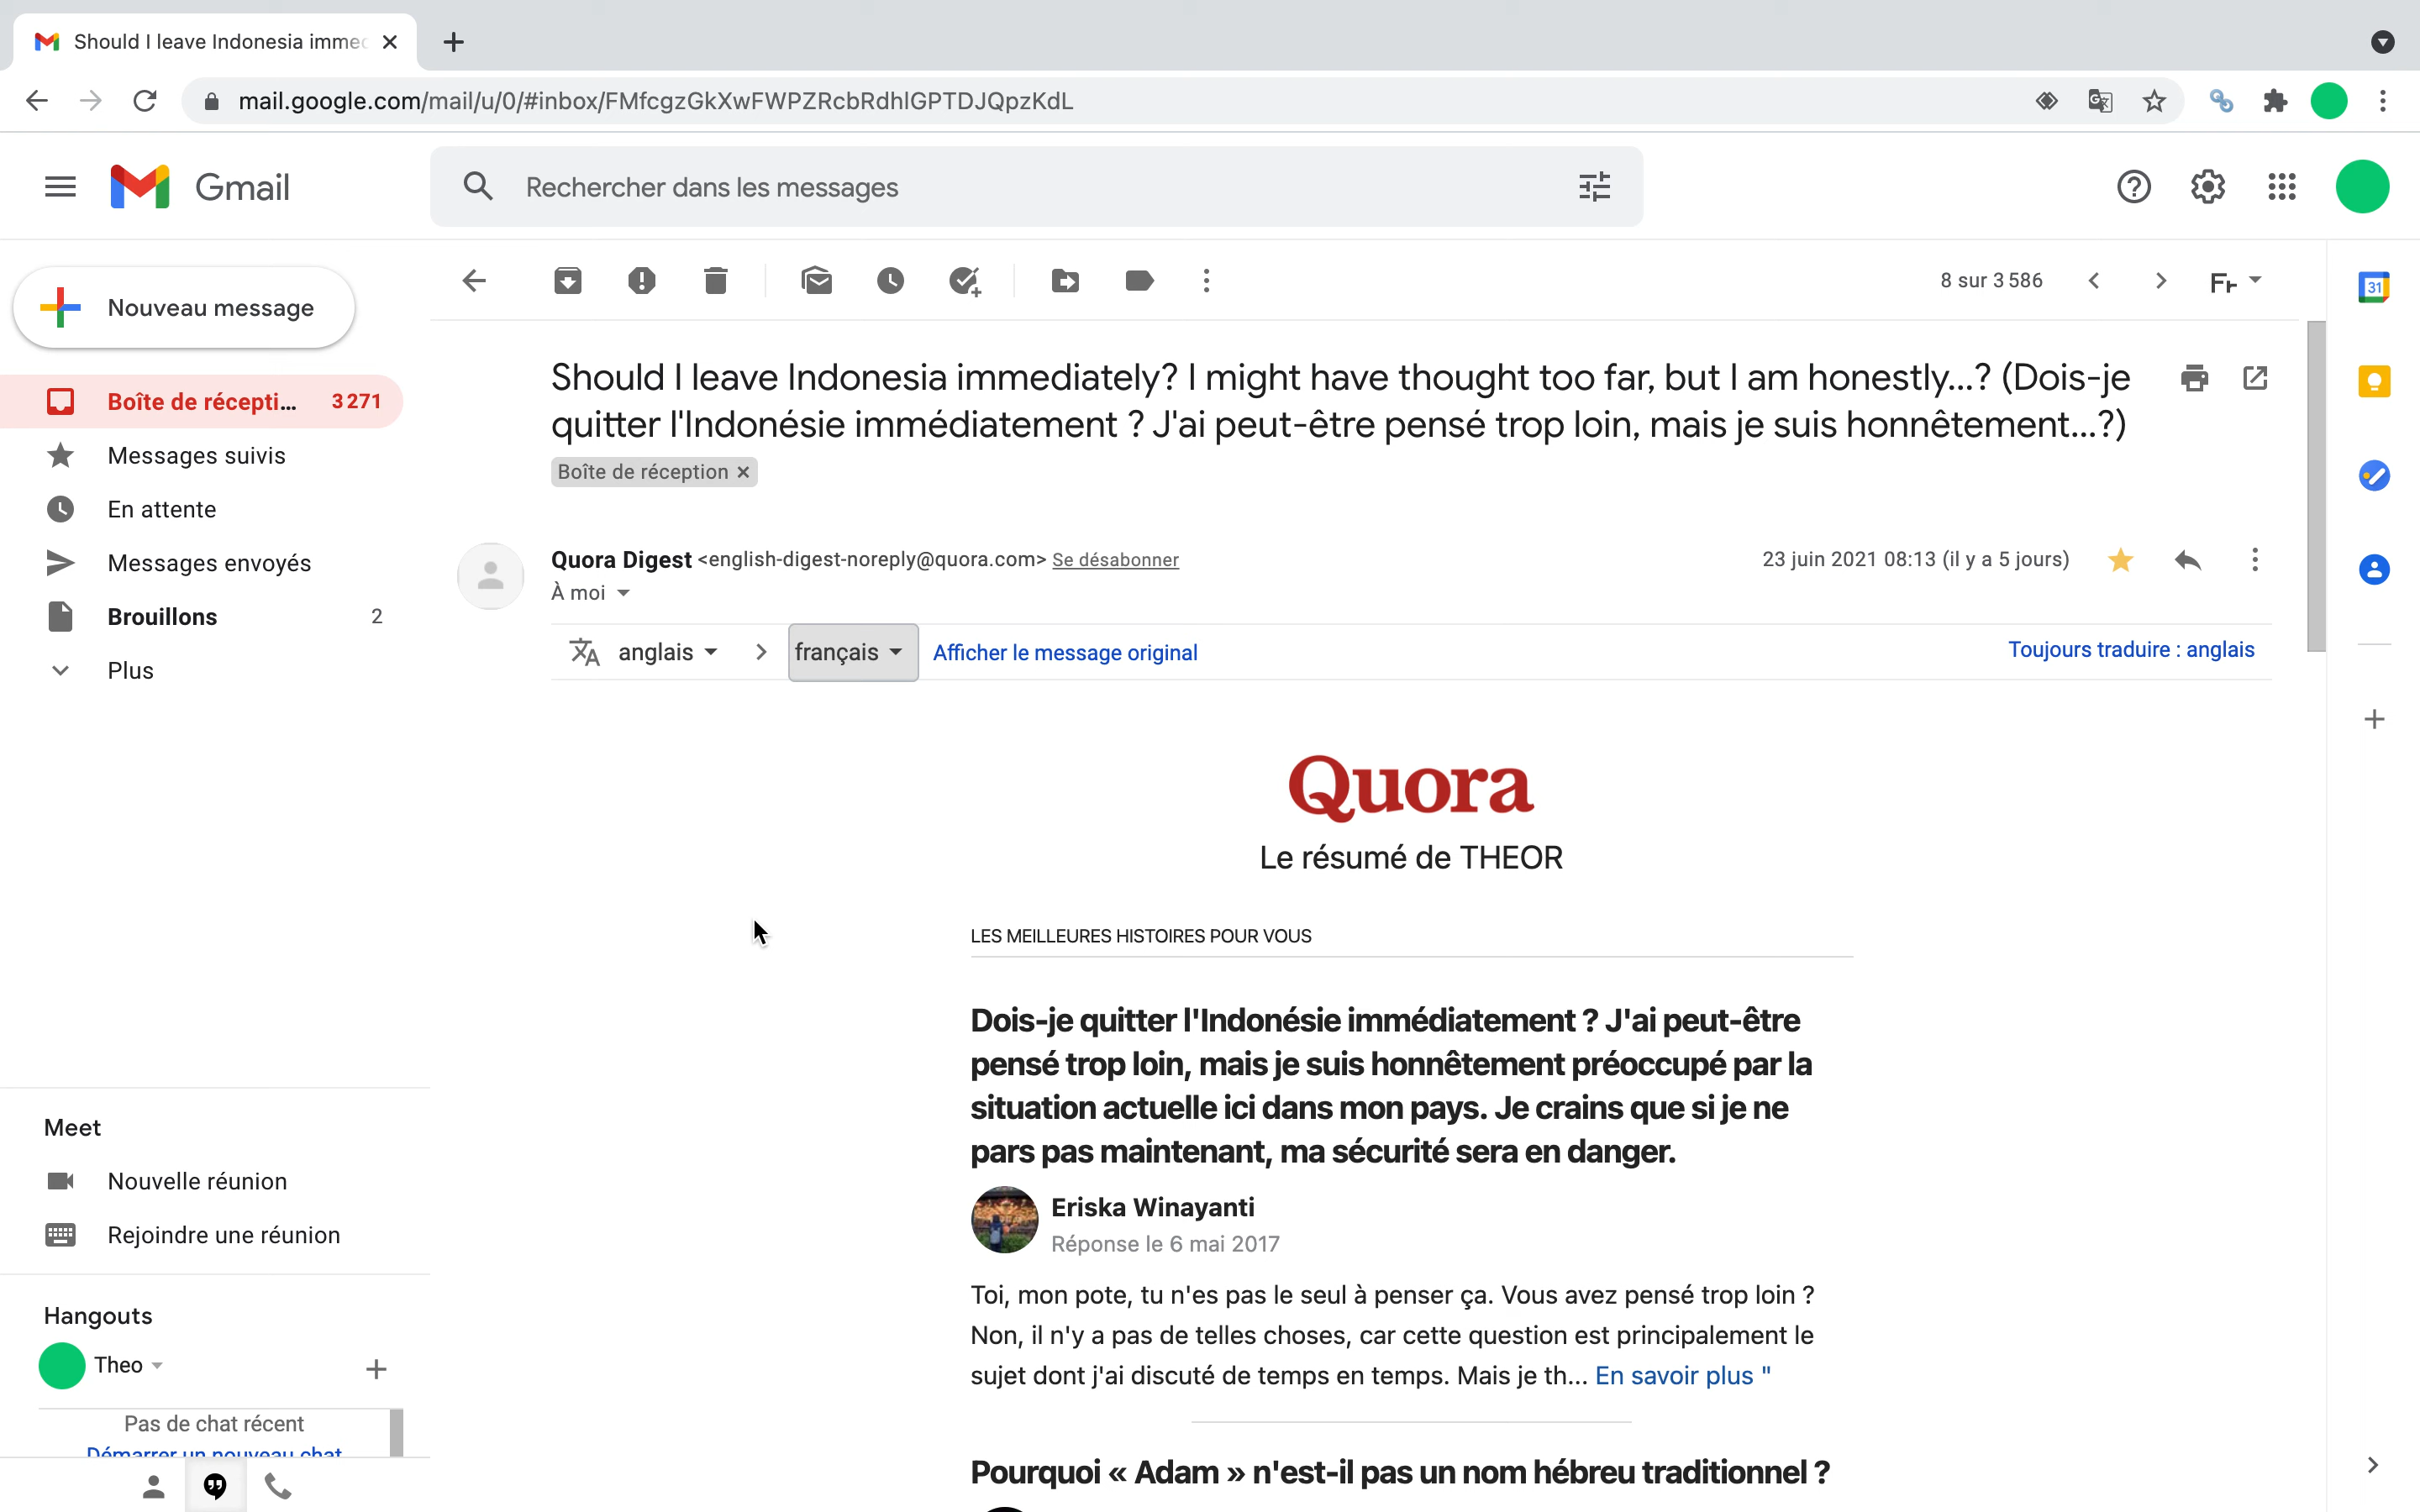 Should I leave Indonesia immed
mail.google.com/mail/u/0/#inbox/FMfcgzGkXwFWPZRcbRdhlGPTDJQpzKdL
Gmail
Rechercher dans les messages
Nouveau message
8 sur 3 586
Fr
31
Boîte de récepti... 3 271
Messages suivis
En attente
Messages envoyés
Brouillons 2
Plus
Should I leave Indonesia immediately? I might have thought too far, but I am honestly...? (Dois-je
quitter l'Indonésie immédiatement ? J'ai peut-être pensé trop loin, mais je suis honnêtement...?)
Boîte de réception ×
Quora Digest <english-digest-noreply@quora.com> Se désabonner
23 juin 2021 08:13 (il y a 5 jours)
À moi
anglais > français Afficher le message original
Toujours traduire : anglais
Quora
Le résumé de THEOR
LES MEILLEURES HISTOIRES POUR VOUS
Dois-je quitter l'Indonésie immédiatement ? J'ai peut-être
pensé trop loin, mais je suis honnêtement préoccupé par la
situation actuelle ici dans mon pays. Je crains que si je ne
pars pas maintenant, ma sécurité sera en danger.
Eriska Winayanti
Réponse le 6 mai 2017
Toi, mon pote, tu n'es pas le seul à penser ça. Vous avez pensé trop loin ?
Non, il n'y a pas de telles choses, car cette question est principalement le
sujet dont j'ai discuté de temps en temps. Mais je th... En savoir plus "
Pourquoi « Adam » n'est-il pas un nom hébreu traditionnel ?
Meet
Nouvelle réunion
Rejoindre une réunion
Hangouts
Theo
Pas de chat récent
Démarrer un nouveau chat